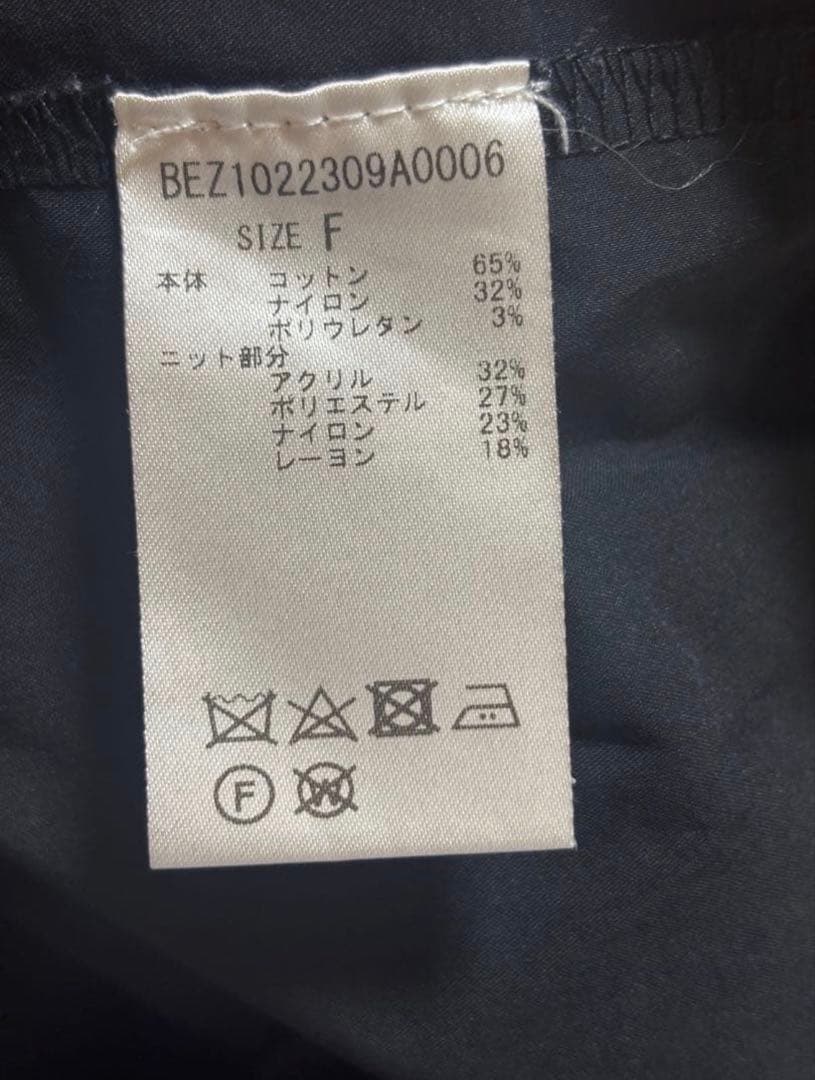 BEZ1022309A0006
SIZE F
本体 コットン 65%
ナイロン 32%
ポリウレタン 3%
ニット部分
アクリル 32%
ポリエステル 27%
ナイロン 23%
レーヨン 18%
F W